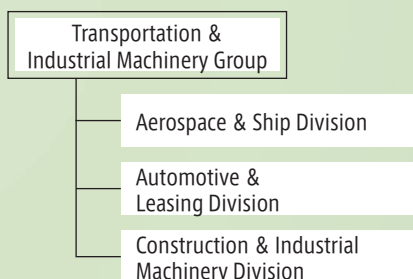 Transportation &
Industrial Machinery Group
Aerospace & Ship Division
Automotive &
Leasing Division
Construction & Industrial
Machinery Division